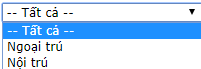 -- Tất cả --
-- Tất cả --
Ngoại trú
Nội trú